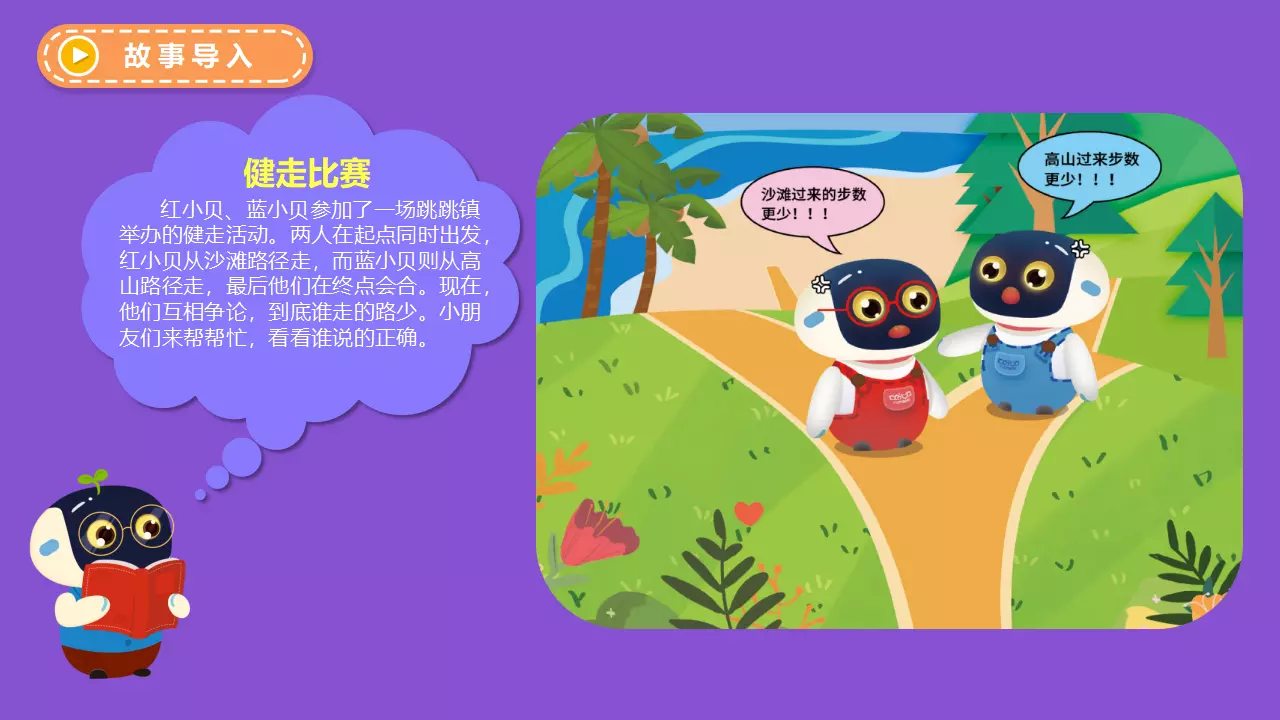 故事导入
健走比赛
红小贝、蓝小贝参加了一场跳跳镇
举办的健走活动。两人在起点同时出发，
红小贝从沙滩路径走，而蓝小贝则从高
山路径走，最后他们在终点会合。现在，
他们互相争论，到底谁走的路少。小朋
友们来帮帮忙，看看谁说的正确。
沙滩过来的步数
更少！！！
高山过来步数
更少！！！